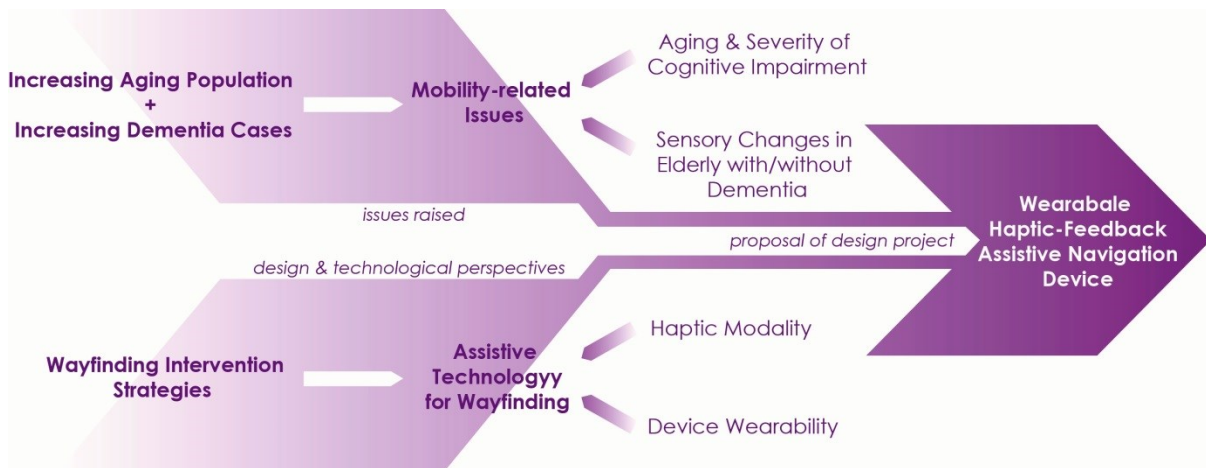 Increasing Aging Population
+
Increasing Dementia Cases
Mobility-related
Issues
Aging & Severity of
Cognitive Impairment
Sensory Changes in
Elderly with/without
Dementia
issues raised
design & technological perspectives
proposal of design project
Wearabale
Haptic-Feedback
Assistive Navigation
Device
Wayfinding Intervention
Strategies
Assistive
Technologyy
for Wayfinding
Haptic Modality
Device Wearability